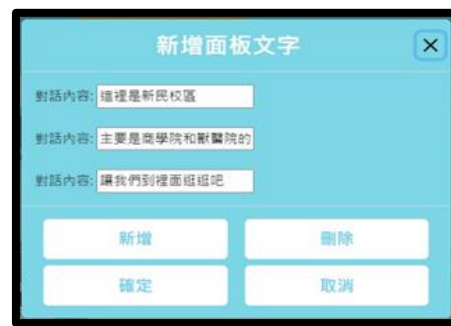 新增面板文字
對話內容: 這裡是新民校區
對話內容: 主要是商學院和獸醫院的
對話內容: 讓我們到裡面逛逛吧
新增 刪除
確定 取消